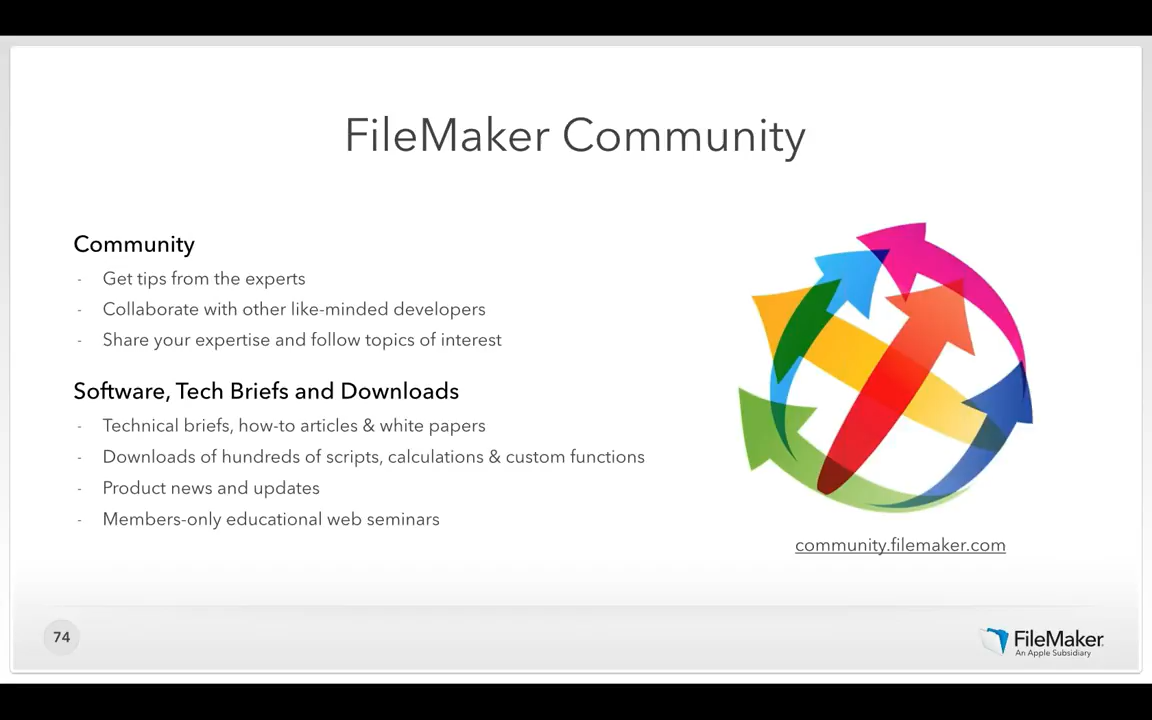 FileMaker Community
Community
- Get tips from the experts
- Collaborate with other like-minded developers
- Share your expertise and follow topics of interest
Software, Tech Briefs and Downloads
- Technical briefs, how-to articles & white papers
- Downloads of hundreds of scripts, calculations & custom functions
- Product news and updates
- Members-only educational web seminars
community.filemaker.com
74
FileMaker
An Apple Subsidiary